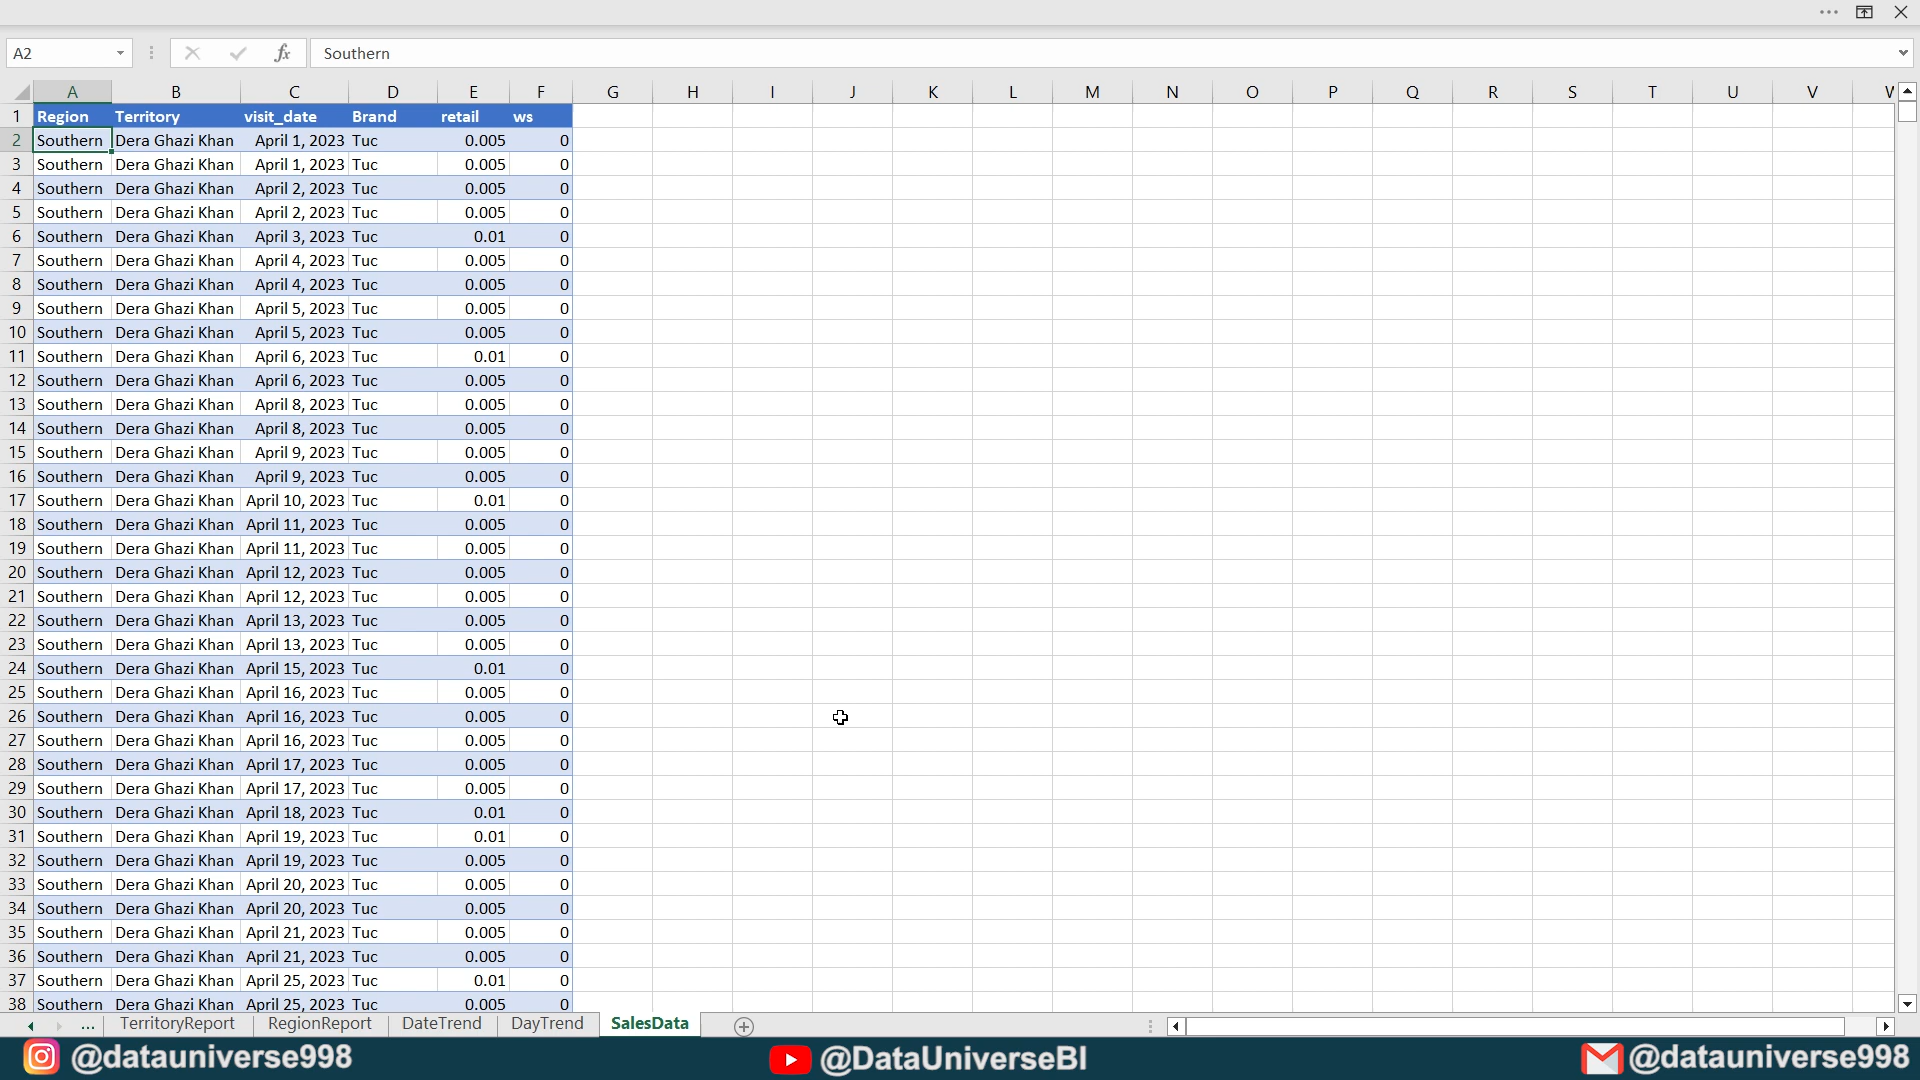 A2
fx
Southern
A B C D E F G H I J K L M N O P Q R S T U V
1 Region Territory visit_date Brand retail ws
2 Southern Dera Ghazi Khan April 1, 2023 Tuc 0.005 0
3 Southern Dera Ghazi Khan April 1, 2023 Tuc 0.005 0
4 Southern Dera Ghazi Khan April 2, 2023 Tuc 0.005 0
5 Southern Dera Ghazi Khan April 2, 2023 Tuc 0.005 0
6 Southern Dera Ghazi Khan April 3, 2023 Tuc 0.01 0
7 Southern Dera Ghazi Khan April 4, 2023 Tuc 0.005 0
8 Southern Dera Ghazi Khan April 4, 2023 Tuc 0.005 0
9 Southern Dera Ghazi Khan April 5, 2023 Tuc 0.005 0
10 Southern Dera Ghazi Khan April 5, 2023 Tuc 0.005 0
11 Southern Dera Ghazi Khan April 6, 2023 Tuc 0.01 0
12 Southern Dera Ghazi Khan April 6, 2023 Tuc 0.005 0
13 Southern Dera Ghazi Khan April 8, 2023 Tuc 0.005 0
14 Southern Dera Ghazi Khan April 8, 2023 Tuc 0.005 0
15 Southern Dera Ghazi Khan April 9, 2023 Tuc 0.005 0
16 Southern Dera Ghazi Khan April 9, 2023 Tuc 0.005 0
17 Southern Dera Ghazi Khan April 10, 2023 Tuc 0.01 0
18 Southern Dera Ghazi Khan April 11, 2023 Tuc 0.005 0
19 Southern Dera Ghazi Khan April 11, 2023 Tuc 0.005 0
20 Southern Dera Ghazi Khan April 12, 2023 Tuc 0.005 0
21 Southern Dera Ghazi Khan April 12, 2023 Tuc 0.005 0
22 Southern Dera Ghazi Khan April 13, 2023 Tuc 0.005 0
23 Southern Dera Ghazi Khan April 13, 2023 Tuc 0.005 0
24 Southern Dera Ghazi Khan April 15, 2023 Tuc 0.01 0
25 Southern Dera Ghazi Khan April 16, 2023 Tuc 0.005 0
26 Southern Dera Ghazi Khan April 16, 2023 Tuc 0.005 0
27 Southern Dera Ghazi Khan April 16, 2023 Tuc 0.005 0
28 Southern Dera Ghazi Khan April 17, 2023 Tuc 0.005 0
29 Southern Dera Ghazi Khan April 17, 2023 Tuc 0.005 0
30 Southern Dera Ghazi Khan April 18, 2023 Tuc 0.01 0
31 Southern Dera Ghazi Khan April 19, 2023 Tuc 0.01 0
32 Southern Dera Ghazi Khan April 19, 2023 Tuc 0.005 0
33 Southern Dera Ghazi Khan April 20, 2023 Tuc 0.005 0
34 Southern Dera Ghazi Khan April 20, 2023 Tuc 0.005 0
35 Southern Dera Ghazi Khan April 21, 2023 Tuc 0.005 0
36 Southern Dera Ghazi Khan April 21, 2023 Tuc 0.005 0
37 Southern Dera Ghazi Khan April 25, 2023 Tuc 0.01 0
38 Southern Dera Ghazi Khan April 25, 2023 Tuc 0.005 0
... TerritoryReport RegionReport DateTrend DayTrend SalesData
@datauniverse998 @DataUniverseBI @datauniverse998